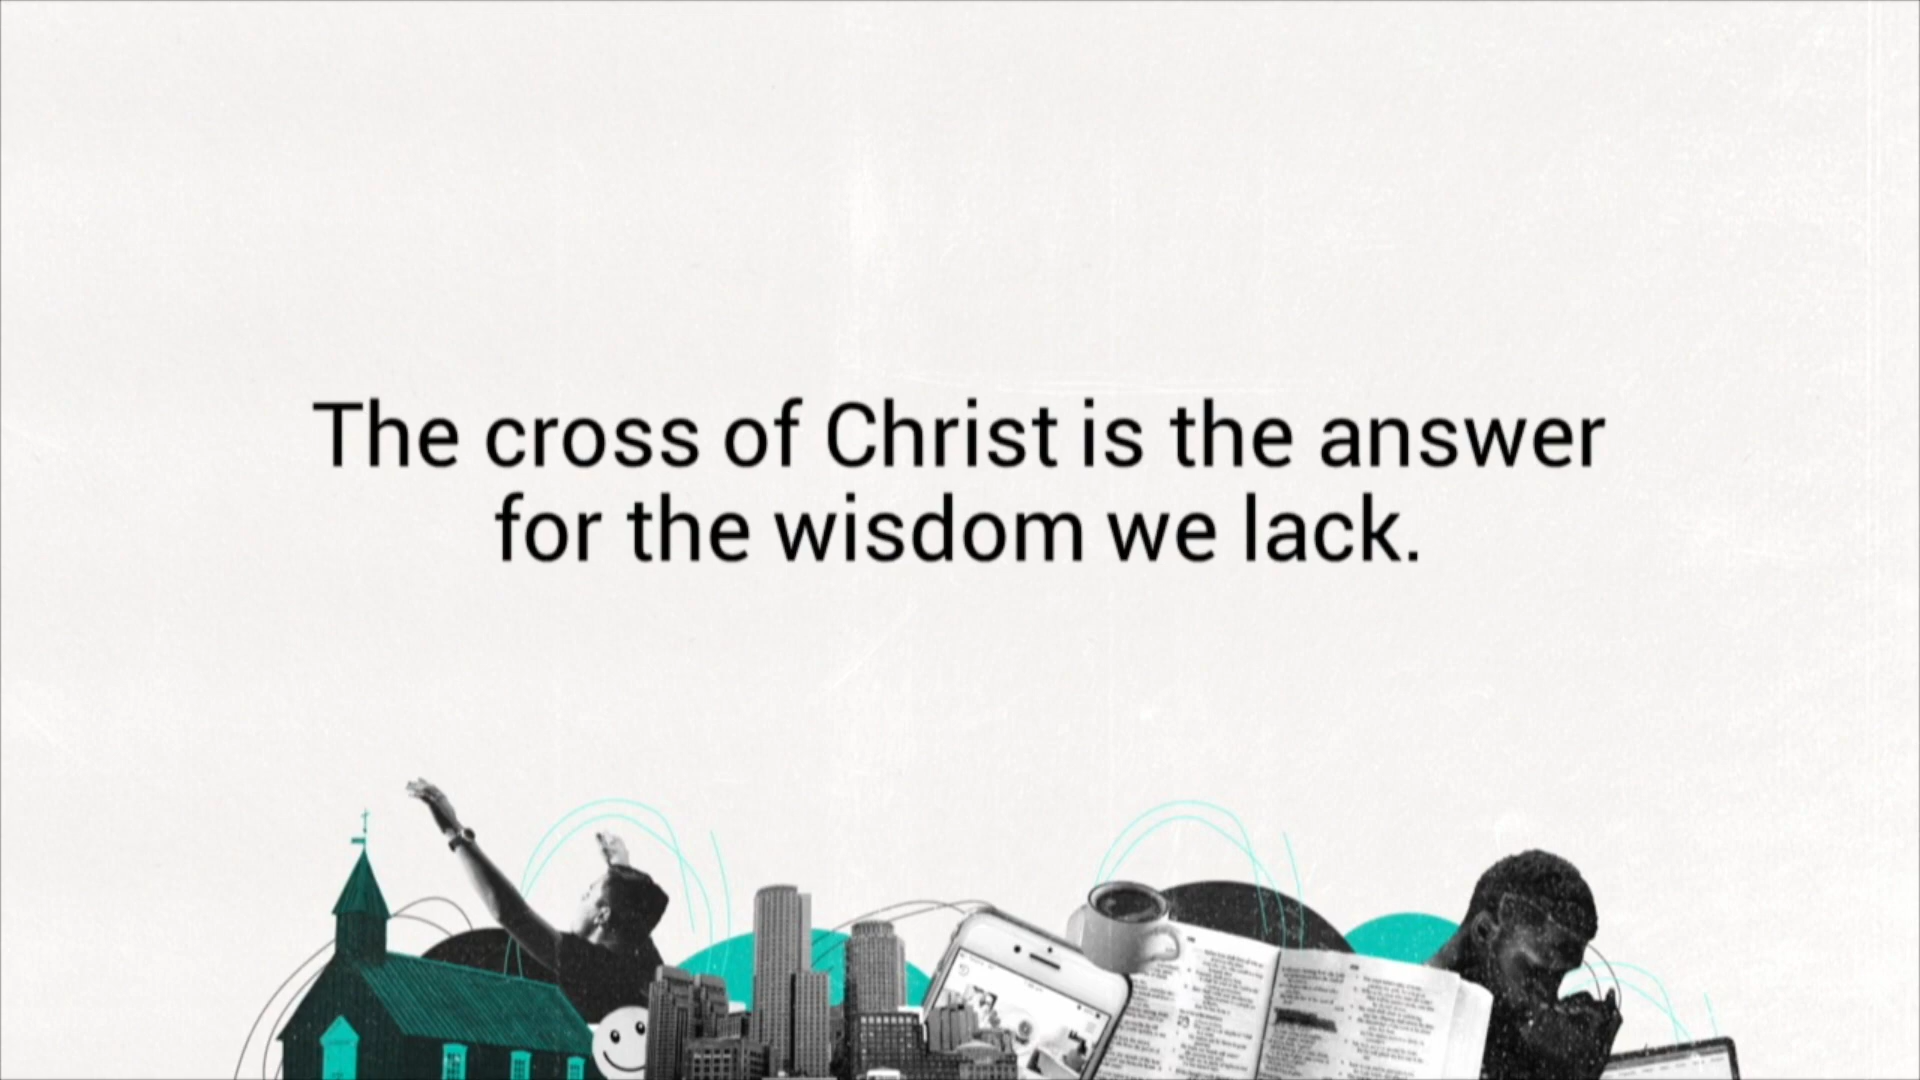 The cross of Christ is the answer
for the wisdom we lack.